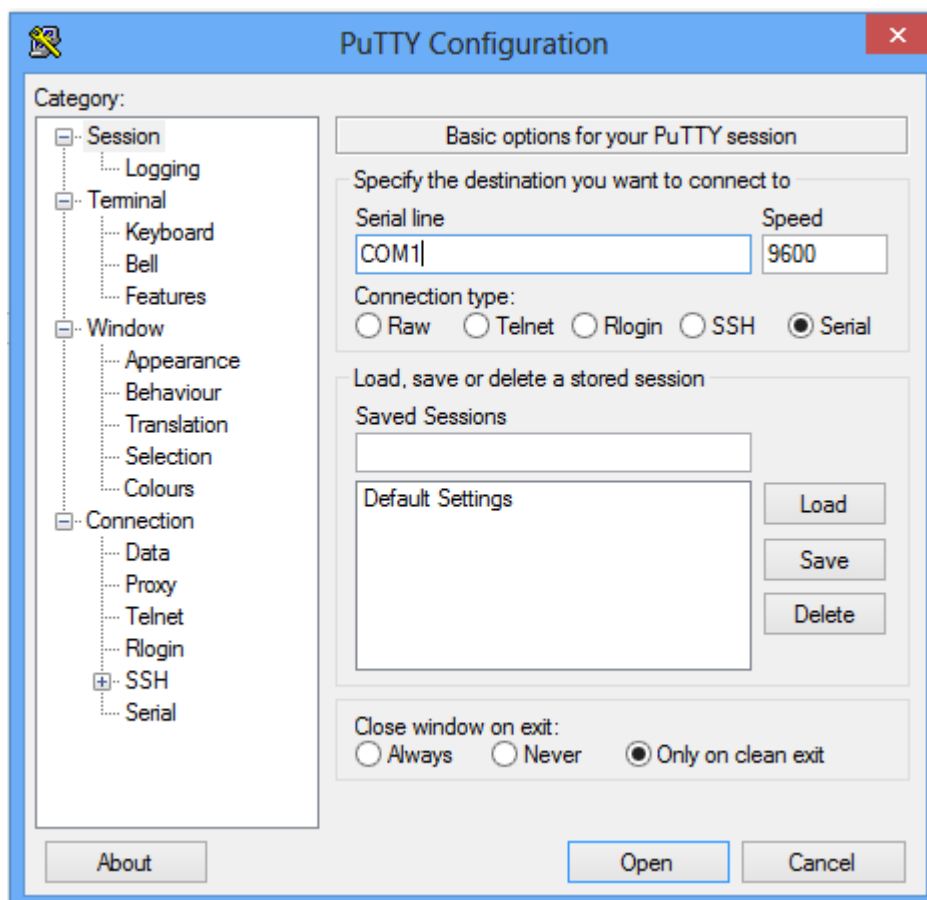 PuTTY Configuration
Category:
Session
Logging
Terminal
Keyboard
Bell
Features
Window
Appearance
Behaviour
Translation
Selection
Colours
Connection
Data
Proxy
Telnet
Rlogin
SSH
Serial
Basic options for your PuTTY session
Specify the destination you want to connect to
Serial line Speed
COM1 9600
Connection type:
Raw Telnet Rlogin SSH Serial
Load, save or delete a stored session
Saved Sessions
Default Settings
Load
Save
Delete
Close window on exit:
Always Never Only on clean exit
About Open Cancel